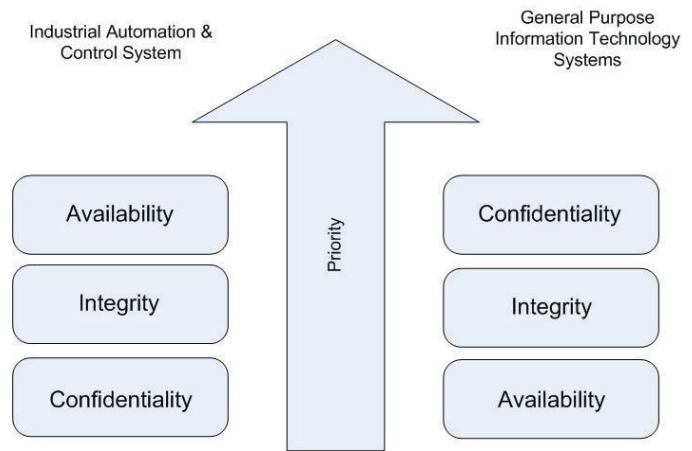 Industrial Automation &
Control System
General Purpose
Information Technology
Systems
Availability
Integrity
Confidentiality
Priority
Confidentiality
Integrity
Availability